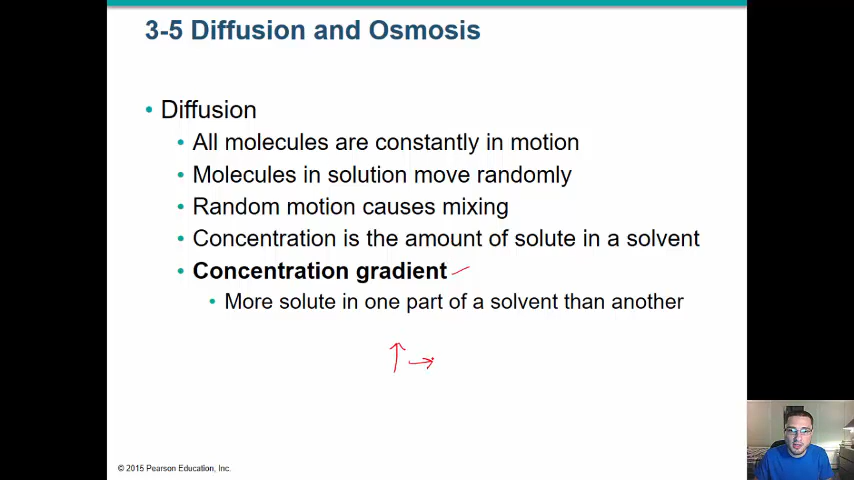 3-5 Diffusion and Osmosis
• Diffusion
• All molecules are constantly in motion
• Molecules in solution move randomly
• Random motion causes mixing
• Concentration is the amount of solute in a solvent
• Concentration gradient
• More solute in one part of a solvent than another
© 2015 Pearson Education, Inc.